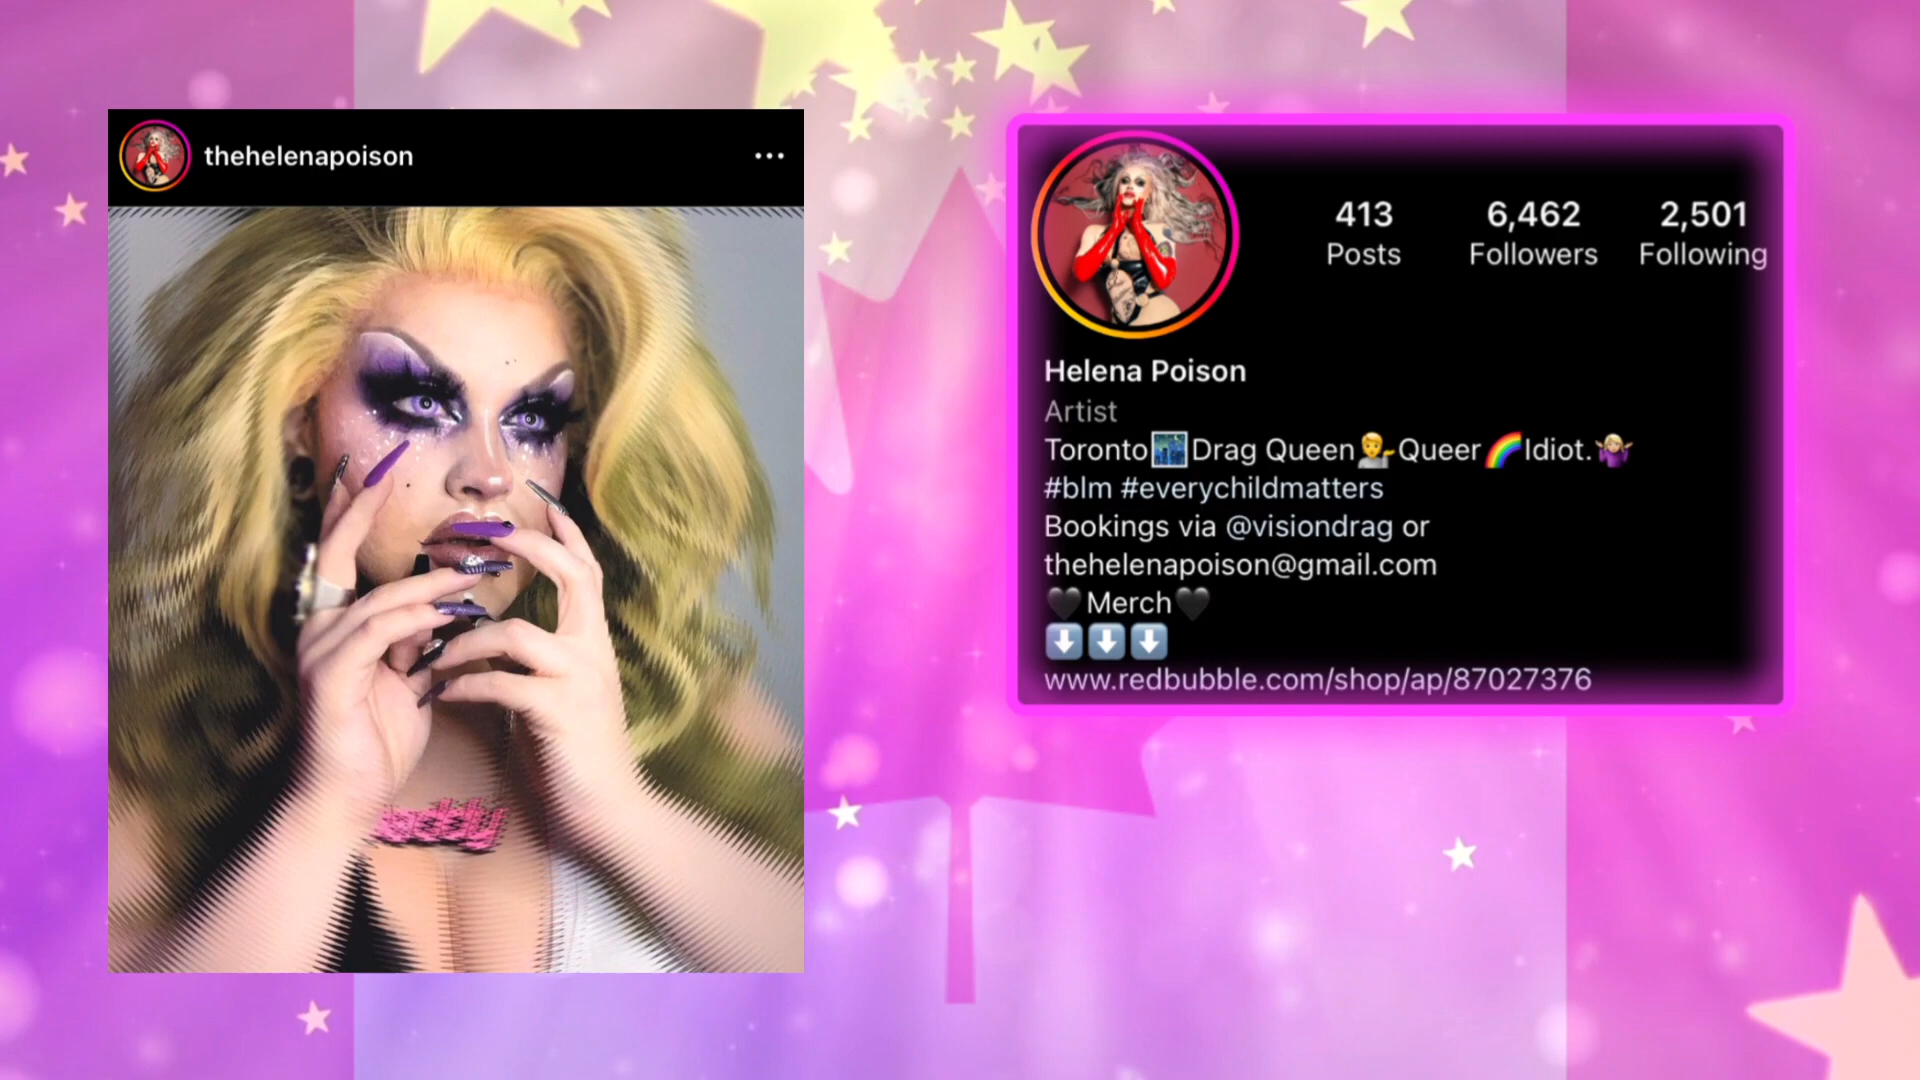 thehelenapoison
413 6,462 2,501
Posts Followers Following
Helena Poison
Artist
Toronto🌃Drag Queen💁‍♂️Queer🌈Idiot.🤷🏼‍♀️
#blm #everychildmatters
Bookings via @visiondrag or
thehelenapoison@gmail.com
🖤Merch🖤
⬇️⬇️⬇️
www.redbubble.com/shop/ap/87027376